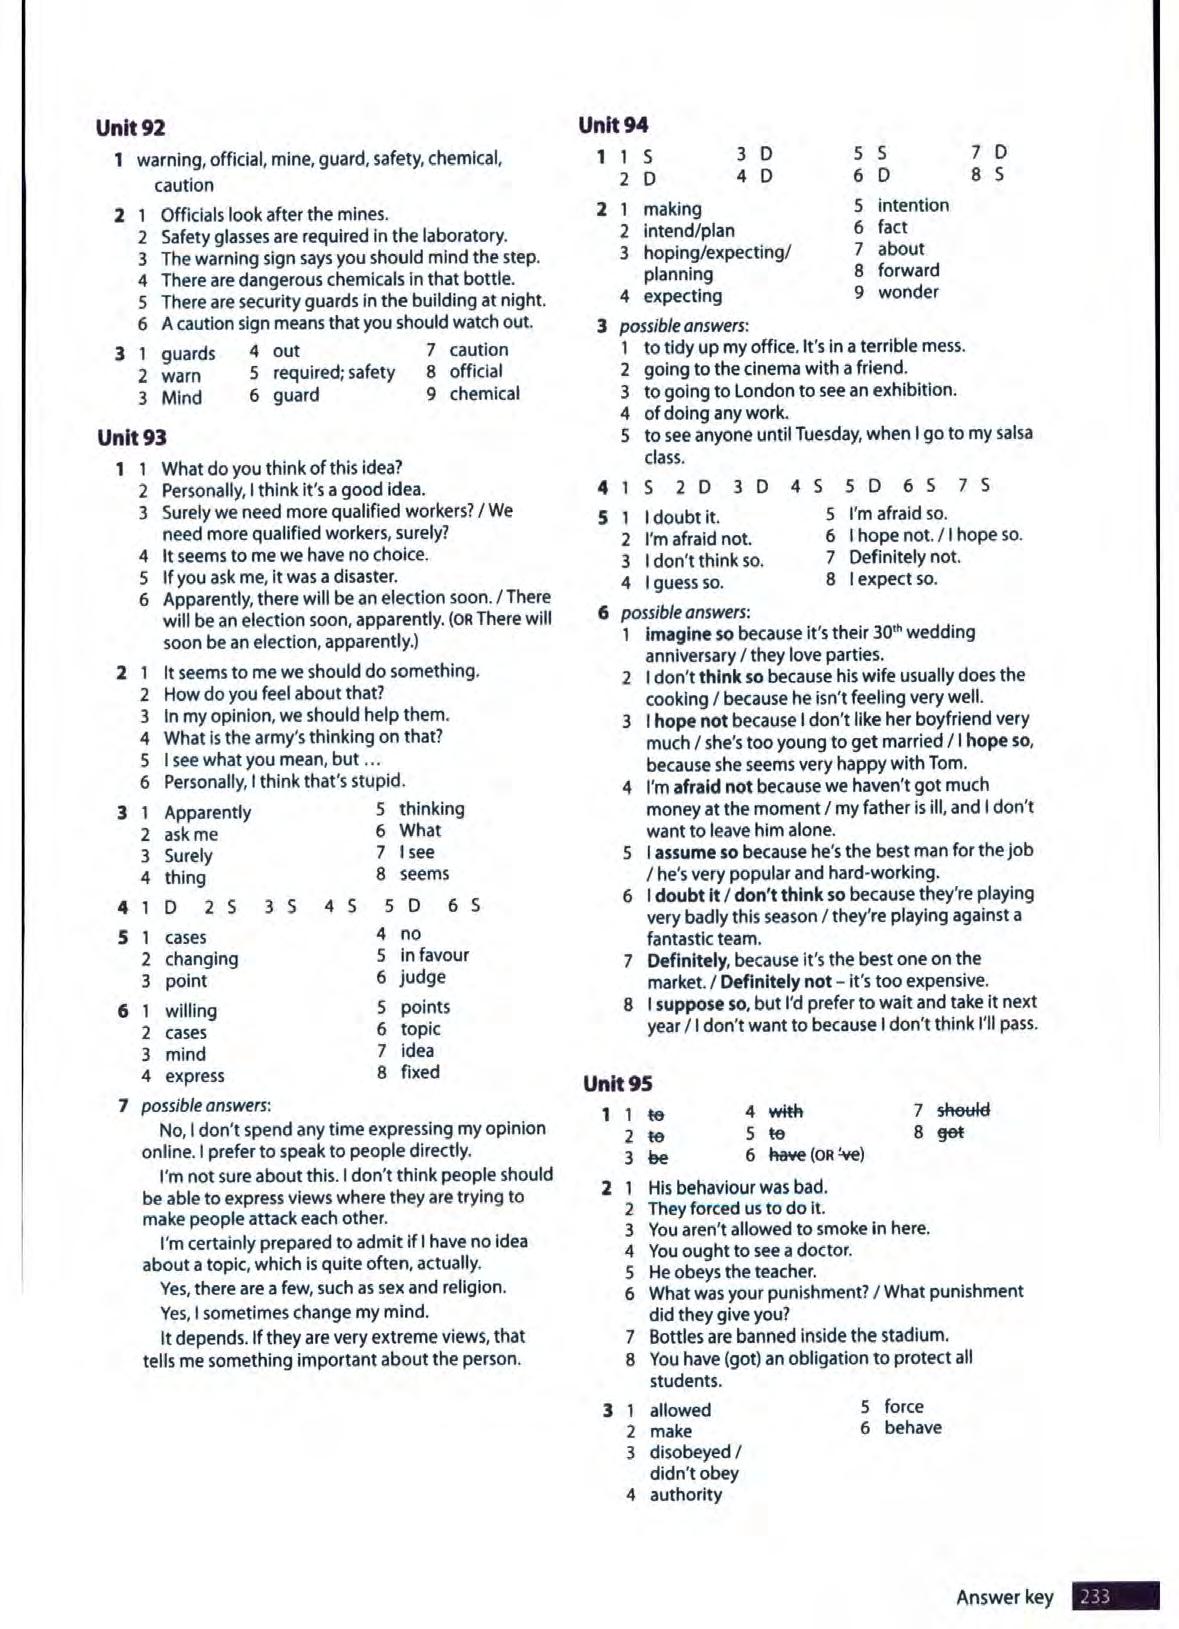 Unit 92
1 warning, official, mine, guard, safety, chemical,
caution
2 1 Officials look after the mines.
2 Safety glasses are required in the laboratory.
3 The warning sign says you should mind the step.
4 There are dangerous chemicals in that bottle.
5 There are security guards in the building at night.
6 A caution sign means that you should watch out.
3 1 guards 4 out 7 caution
2 warn 5 required; safety 8 official
3 Mind 6 guard 9 chemical
Unit 93
1 1 What do you think of this idea?
2 Personally, I think it's a good idea.
3 Surely we need more qualified workers? / We
need more qualified workers, surely?
4 It seems to me we have no choice.
5 If you ask me, it was a disaster.
6 Apparently, there will be an election soon. / There
will be an election soon, apparently. (OR There will
soon be an election, apparently.)
2 1 It seems to me we should do something.
2 How do you feel about that?
3 In my opinion, we should help them.
4 What is the army's thinking on that?
5 I see what you mean, but ...
6 Personally, I think that's stupid.
3 1 Apparently 5 thinking
2 ask me 6 What
3 Surely 7 I see
4 thing 8 seems
4 1 D 2 S 3 S 4 S 5 D 6 S
5 1 cases 4 no
2 changing 5 in favour
3 point 6 judge
6 1 willing 5 points
2 cases 6 topic
3 mind 7 idea
4 express 8 fixed
7 possible answers:
No, I don't spend any time expressing my opinion
online. I prefer to speak to people directly.
I'm not sure about this. I don't think people should
be able to express views where they are trying to
make people attack each other.
I'm certainly prepared to admit if I have no idea
about a topic, which is quite often, actually.
Yes, there are a few, such as sex and religion.
Yes, I sometimes change my mind.
It depends. If they are very extreme views, that
tells me something important about the person.
Unit 94
1 1 S 3 D 5 S 7 D
2 D 4 D 6 D 8 S
2 1 making 5 intention
2 intend/plan 6 fact
3 hoping/expecting/ 7 about
planning 8 forward
4 expecting 9 wonder
3 possible answers:
1 to tidy up my office. It's in a terrible mess.
2 going to the cinema with a friend.
3 to going to London to see an exhibition.
4 of doing any work.
5 to see anyone until Tuesday, when I go to my salsa
class.
4 1 S 2 D 3 D 4 S 5 D 6 S 7 S
5 1 I doubt it. 5 I'm afraid so.
2 I'm afraid not. 6 I hope not. / I hope so.
3 I don't think so. 7 Definitely not.
4 I guess so. 8 I expect so.
6 possible answers:
1 imagine so because it's their 30th wedding
anniversary / they love parties.
2 I don't think so because his wife usually does the
cooking / because he isn't feeling very well.
3 I hope not because I don't like her boyfriend very
much / she's too young to get married / I hope so,
because she seems very happy with Tom.
4 I'm afraid not because we haven't got much
money at the moment / my father is ill, and I don't
want to leave him alone.
5 I assume so because he's the best man for the job
/ he's very popular and hard-working.
6 I doubt it / don't think so because they're playing
very badly this season / they're playing against a
fantastic team.
7 Definitely, because it's the best one on the
market. / Definitely not – it's too expensive.
8 I suppose so, but I'd prefer to wait and take it next
year / I don't want to because I don't think I'll pass.
Unit 95
1 1 to 4 with 7 should
2 to 5 to 8 got
3 be 6 have (OR 've)
2 1 His behaviour was bad.
2 They forced us to do it.
3 You aren't allowed to smoke in here.
4 You ought to see a doctor.
5 He obeys the teacher.
6 What was your punishment? / What punishment
did they give you?
7 Bottles are banned inside the stadium.
8 You have (got) an obligation to protect all
students.
3 1 allowed 5 force
2 make 6 behave
3 disobeyed /
didn't obey
4 authority
Answer key 233